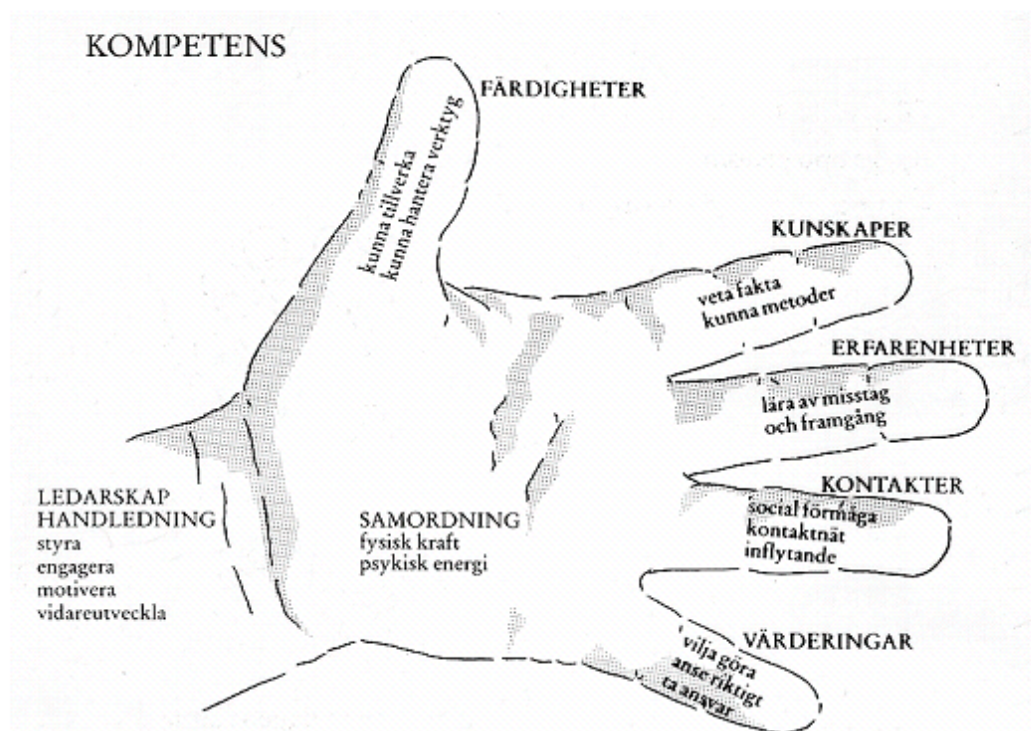 KOMPETENS
FÄRDIGHETER
kunna tillverka
kunna hantera verktyg
KUNSKAPER
veta fakta
kunna metoder
ERFARENHETER
lära av misstag
och framgång
KONTAKTER
social förmåga
kontaktnät
inflytande
LEDARSKAP
HANDLEDNING
styra
engagera
motivera
vidareutveckla
SAMORDNING
fysisk kraft
psykisk energi
VÄRDERINGAR
vilja göra
anse riktigt
ta ansvar